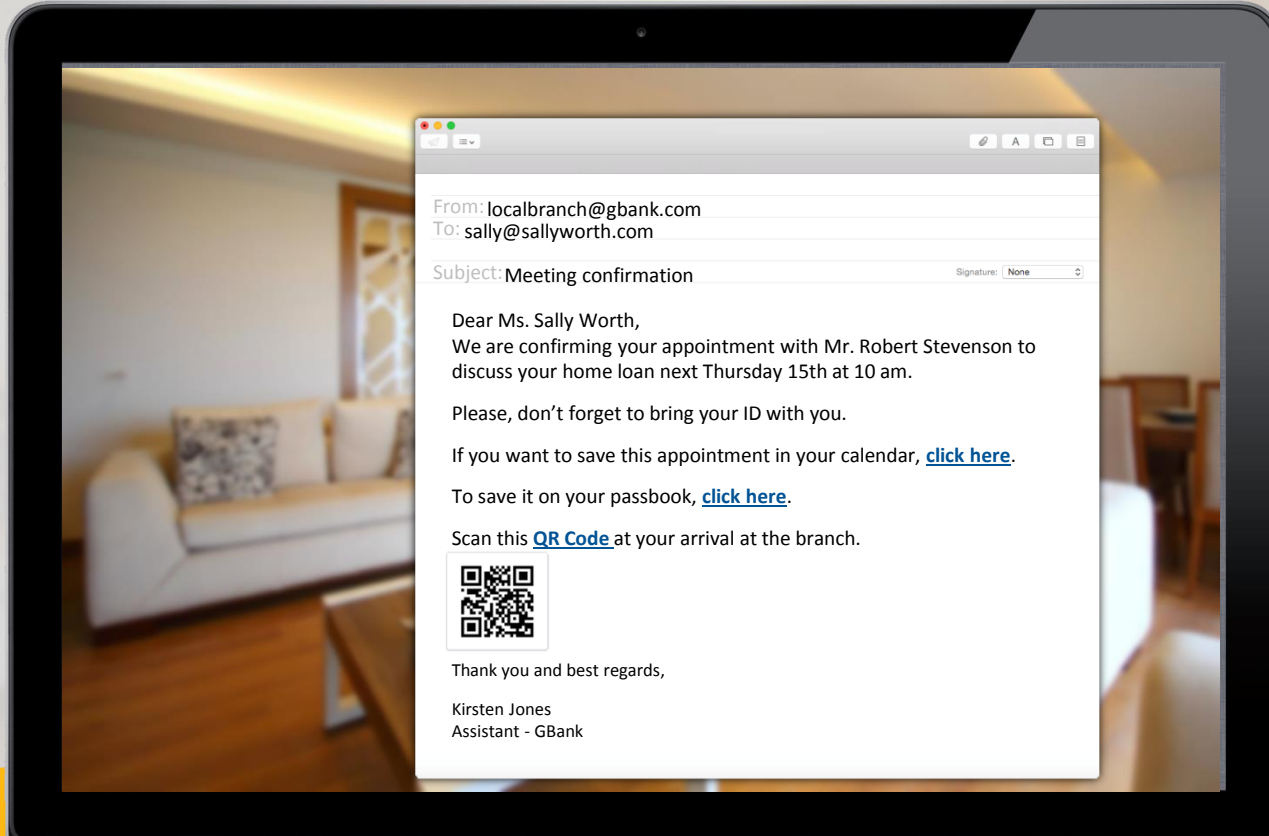 A
From: localbranch@gbank.com
To: sally@sallyworth.com
Subject: Meeting confirmation
Signature: None
Dear Ms. Sally Worth,
We are confirming your appointment with Mr. Robert Stevenson to
discuss your home loan next Thursday 15th at 10 am.
Please, don’t forget to bring your ID with you.
If you want to save this appointment in your calendar, click here.
To save it on your passbook, click here.
Scan this QR Code at your arrival at the branch.
Thank you and best regards,
Kirsten Jones
Assistant - GBank